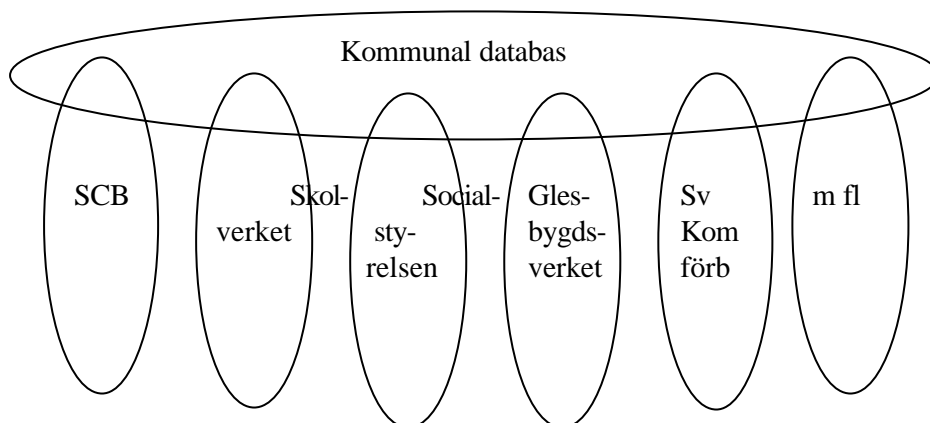 Kommunal databas
SCB
Skol-
verket
Social-
sty-
relsen
Gles-
bygds-
verket
Sv
Kom
förb
m fl